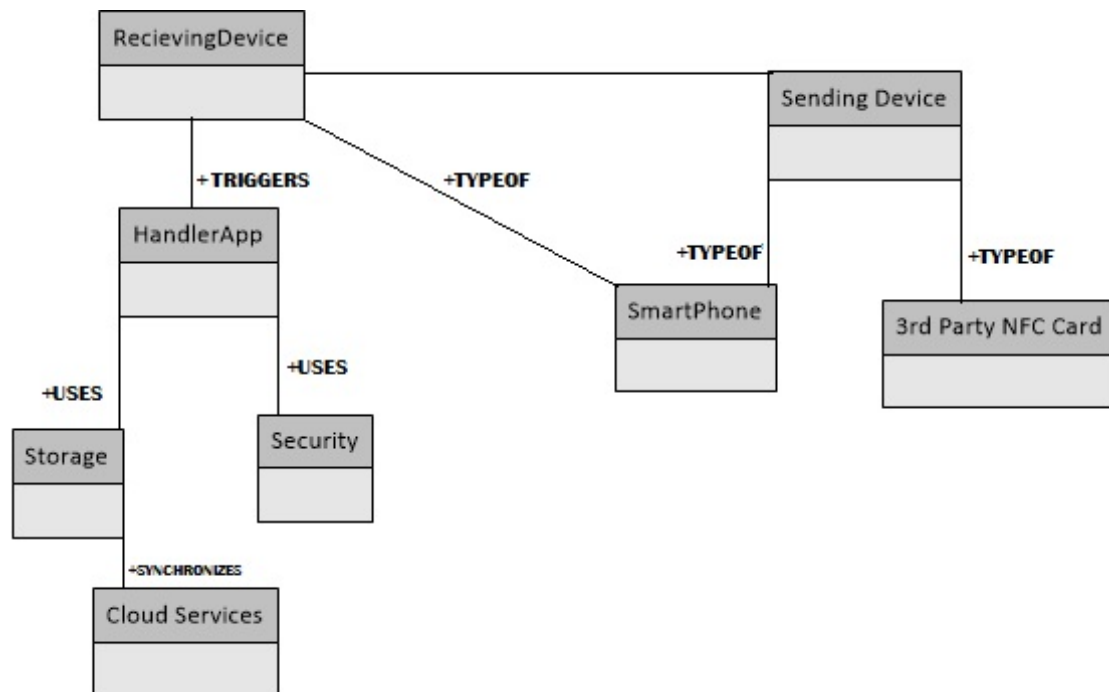 RecievingDevice
Sending Device
+TRIGGERS
+TYPEOF
HandlerApp
+TYPEOF
+TYPEOF
SmartPhone
3rd Party NFC Card
+USES
+USES
Storage
Security
+SYNCHRONIZES
Cloud Services